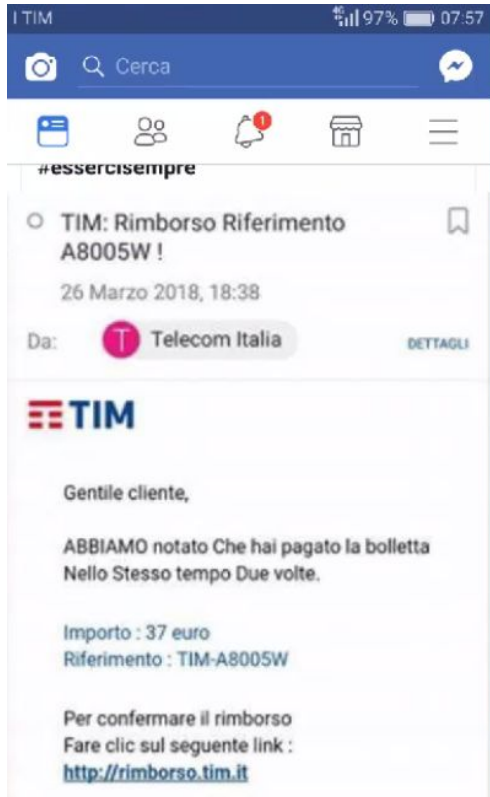 TIM 97% 07:57
Cerca
1
#essercisempre
TIM: Rimborso Riferimento
A8005W !
26 Marzo 2018, 18:38
Da: T Telecom Italia DETTAGLI
TIM
Gentile cliente,
ABBIAMO notato Che hai pagato la bolletta
Nello Stesso tempo Due volte.
Importo : 37 euro
Riferimento : TIM-A8005W
Per confermare il rimborso
Fare clic sul seguente link :
http://rimborso.tim.it